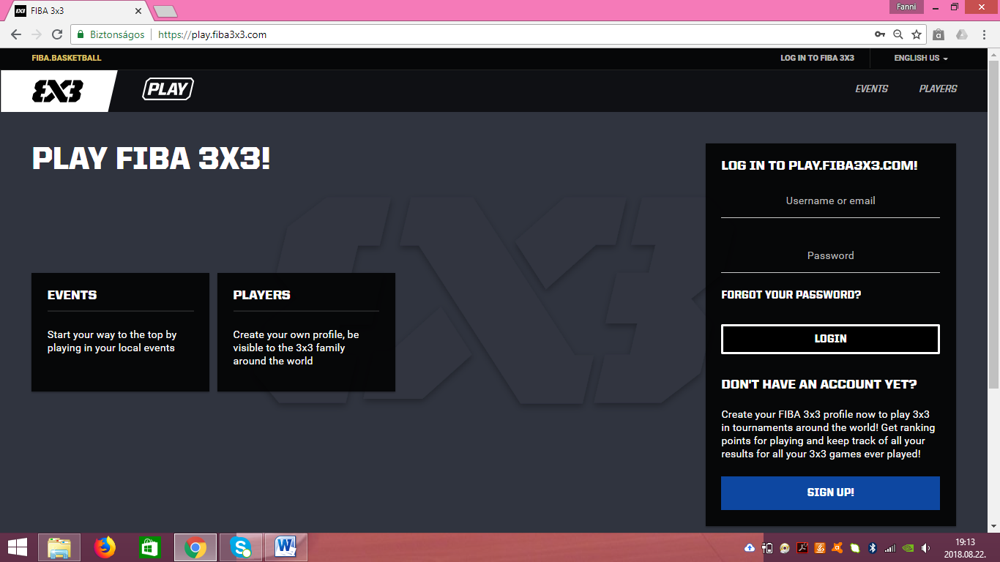 FIBA 3x3
Fanni
Biztonságos
https://play.fiba3x3.com
FIBA.BASKETBALL
LOG IN TO FIBA 3X3
ENGLISH US
3X3
PLAY
EVENTS
PLAYERS
PLAY FIBA 3X3!
EVENTS
Start your way to the top by
playing in your local events
PLAYERS
Create your own profile, be
visible to the 3x3 family
around the world
LOG IN TO PLAY.FIBA3X3.COM!
Username or email
Password
FORGOT YOUR PASSWORD?
LOGIN
DON'T HAVE AN ACCOUNT YET?
Create your FIBA 3x3 profile now to play 3x3
in tournaments around the world! Get ranking
points for playing and keep track of all your
results for all your 3x3 games ever played!
SIGN UP!
19:13
2018.08.22.